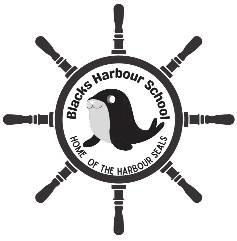 Blacks Harbour School
HOME OF THE HARBOUR SEALS